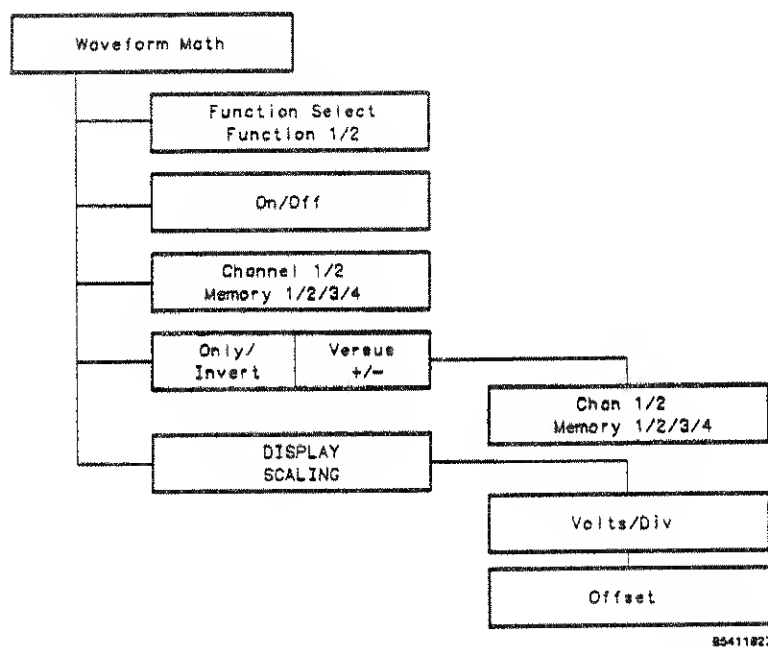 Waveform Math
Function Select
Function 1/2
On/Off
Channel 1/2
Memory 1/2/3/4
Only/
Invert
Versus
+/-
Chan 1/2
Memory 1/2/3/4
DISPLAY
SCALING
Volts/Div
Offset